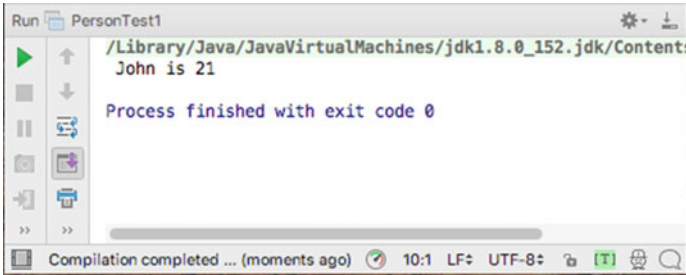 Run PersonTest1
/Library/Java/JavaVirtualMachines/jdk1.8.0_152.jdk/Content
John is 21
Process finished with exit code 0
Compilation completed ... (moments ago) 10:1 LF÷ UTF-8÷ [T]